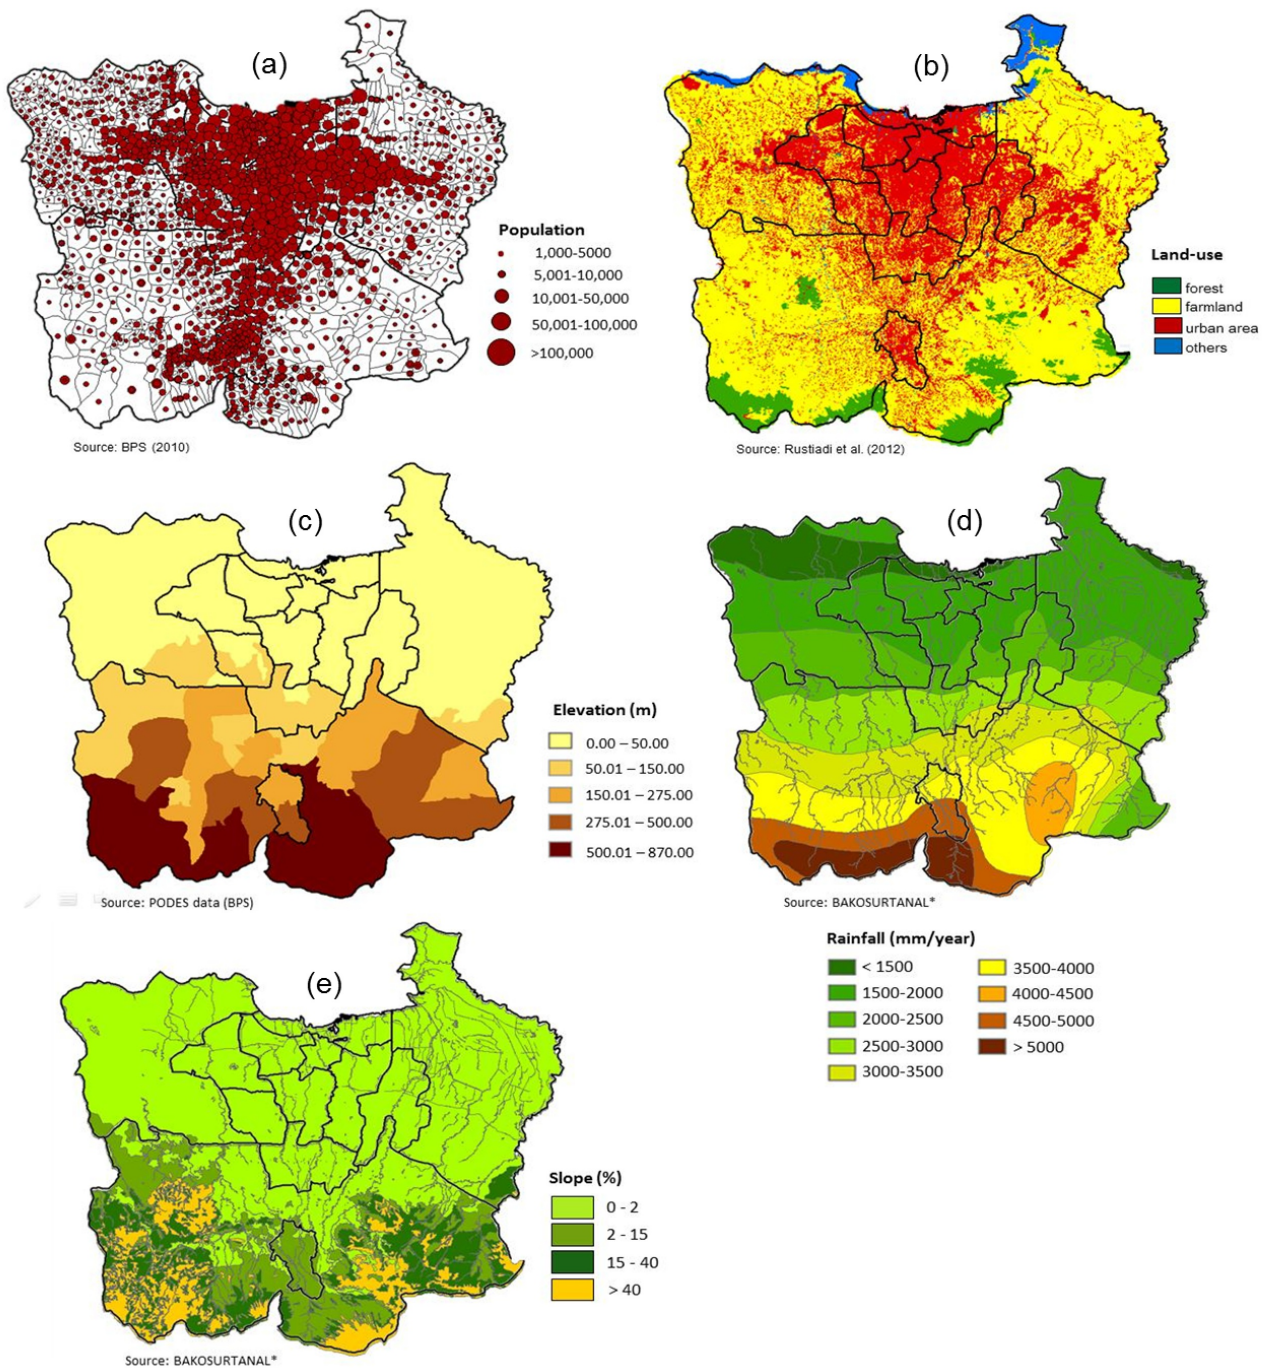 (a)
Population
1,000-5000
5,001-10,000
10,001-50,000
50,001-100,000
>100,000
Source: BPS (2010)
(b)
Land-use
forest
farmland
urban area
others
Source: Rustiadi et al. (2012)
(c)
Elevation (m)
0.00 – 50.00
50.01 – 150.00
150.01 – 275.00
275.01 – 500.00
500.01 – 870.00
Source: PODES data (BPS)
(d)
Source: BAKOSURTANAL*
Rainfall (mm/year)
< 1500
1500-2000
2000-2500
2500-3000
3000-3500
3500-4000
4000-4500
4500-5000
> 5000
(e)
Slope (%)
0 - 2
2 - 15
15 - 40
> 40
Source: BAKOSURTANAL*